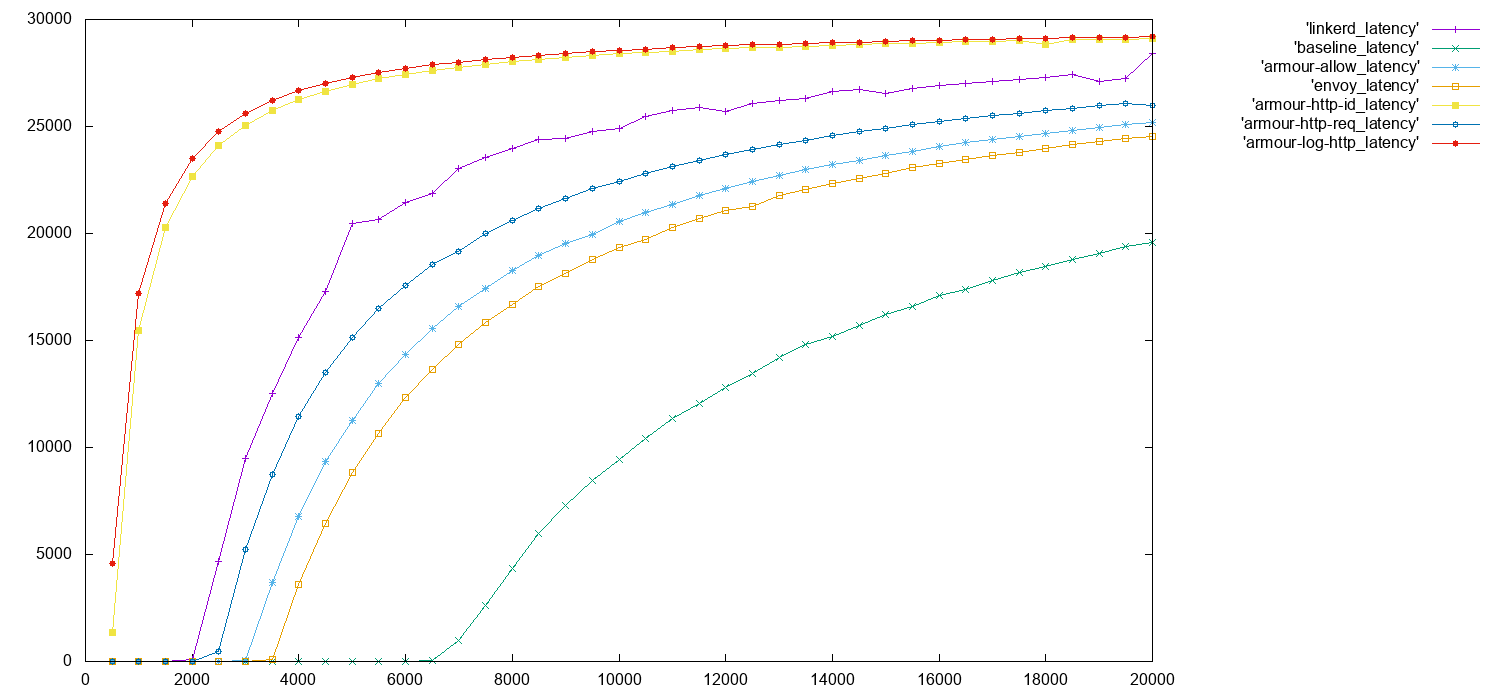 30000
25000
20000
15000
10000
5000
0
0 2000 4000 6000 8000 10000 12000 14000 16000 18000 20000
'linkerd_latency'
'baseline_latency'
'armour-allow_latency'
'envoy_latency'
'armour-http-id_latency'
'armour-http-req_latency'
'armour-log-http_latency'